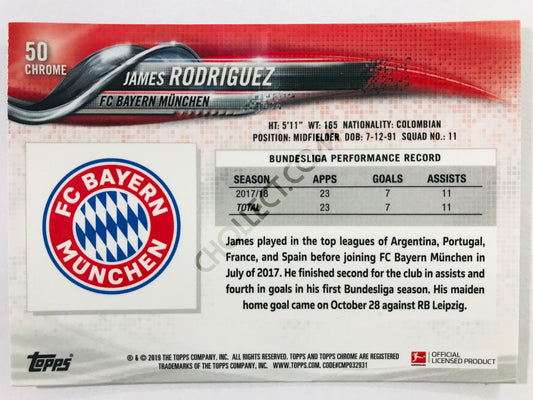 50
CHROME
JAMES RODRIGUEZ
FC BAYERN MÜNCHEN
HT: 5'11" WT: 165 NATIONALITY: COLOMBIAN
POSITION: MIDFIELDER DOB: 7-12-91 SQUAD NO.: 11
BUNDESLIGA PERFORMANCE RECORD
SEASON APPS GOALS ASSISTS
2017/18 23 7 11
TOTAL 23 7 11
FC BAYERN
MÜNCHEN
James played in the top leagues of Argentina, Portugal,
France, and Spain before joining FC Bayern München in
July of 2017. He finished second for the club in assists and
fourth in goals in his first Bundesliga season. His maiden
home goal came on October 28 against RB Leipzig.
CHOLLECT.COM
Topps
® & © 2019 THE TOPPS COMPANY, INC. ALL RIGHTS RESERVED. TOPPS AND TOPPS CHROME ARE REGISTERED
TRADEMARKS OF THE TOPPS COMPANY, INC. WWW.TOPPS.COM. CODE#CMP032931
OFFICIAL
LICENSED PRODUCT